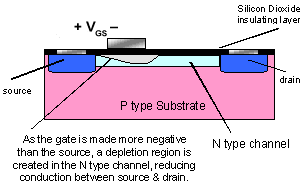 + VGS –
Silicon Dioxide
insulating layer
source
drain
P type Substrate
As the gate is made more negative
than the source, a depletion region is
created in the N type channel, reducing
conduction between source & drain.
N type channel